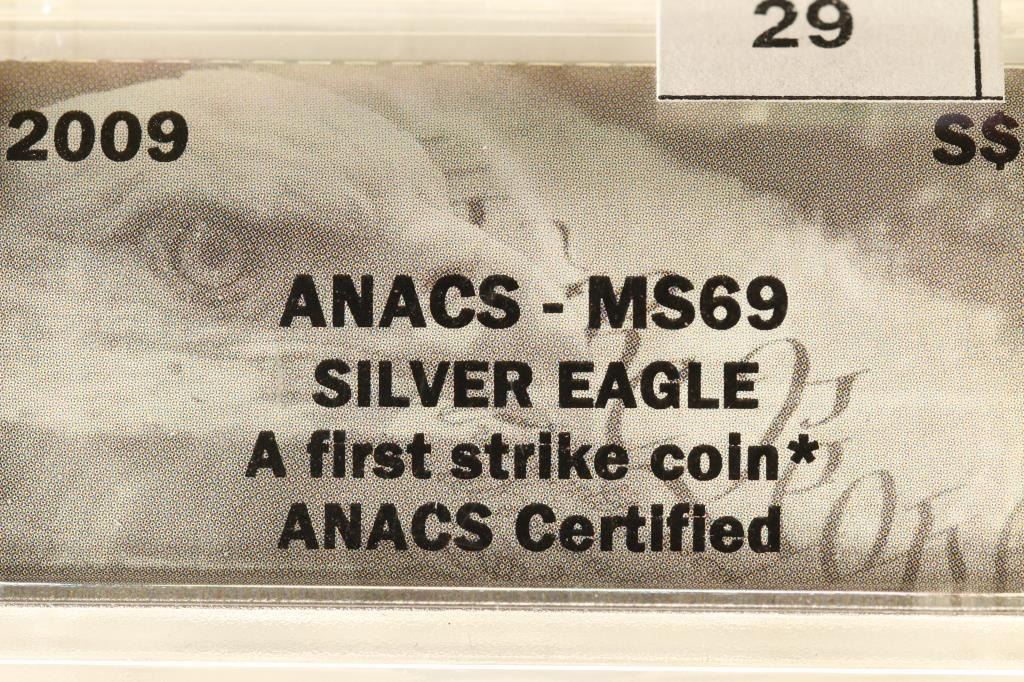 29
2009 S$
ANACS - MS69
SILVER EAGLE
A first strike coin*
ANACS Certified